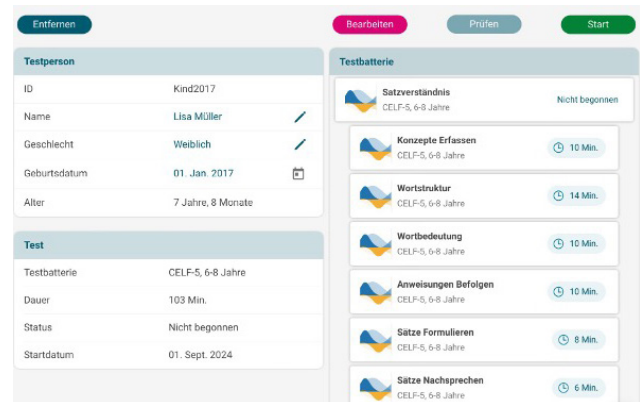 Entfernen
Bearbeiten
Prüfen
Start
Testperson
ID Kind2017
Name Lisa Müller
Geschlecht Weiblich
Geburtsdatum 01. Jan. 2017
Alter 7 Jahre, 8 Monate
Test
Testbatterie CELF-5, 6-8 Jahre
Dauer 103 Min.
Status Nicht begonnen
Startdatum 01. Sept. 2024
Testbatterie
Satzverständnis
CELF-5, 6-8 Jahre
Nicht begonnen
Konzepte Erfassen
CELF-5, 6-8 Jahre
10 Min.
Wortstruktur
CELF-5, 6-8 Jahre
14 Min.
Wortbedeutung
CELF-5, 6-8 Jahre
10 Min.
Anweisungen Befolgen
CELF-5, 6-8 Jahre
10 Min.
Sätze Formulieren
CELF-5, 6-8 Jahre
8 Min.
Sätze Nachsprechen
CELF-5, 6-8 Jahre
6 Min.